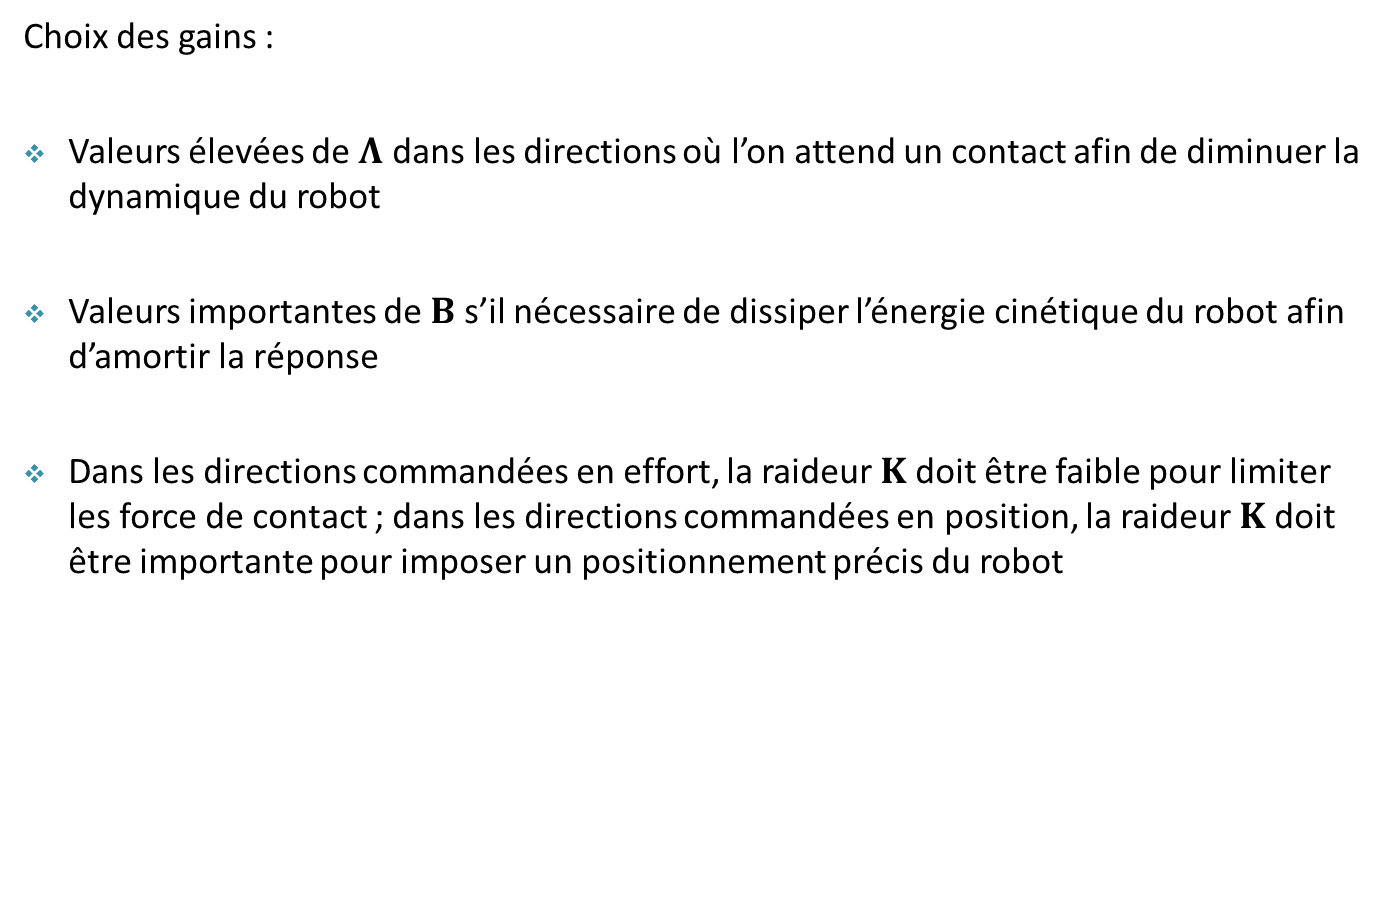 Choix des gains :
❖ Valeurs élevées de Λ dans les directions où l’on attend un contact afin de diminuer la
dynamique du robot
❖ Valeurs importantes de B s’il nécessaire de dissiper l’énergie cinétique du robot afin
d’amortir la réponse
❖ Dans les directions commandées en effort, la raideur K doit être faible pour limiter
les force de contact ; dans les directions commandées en position, la raideur K doit
être importante pour imposer un positionnement précis du robot